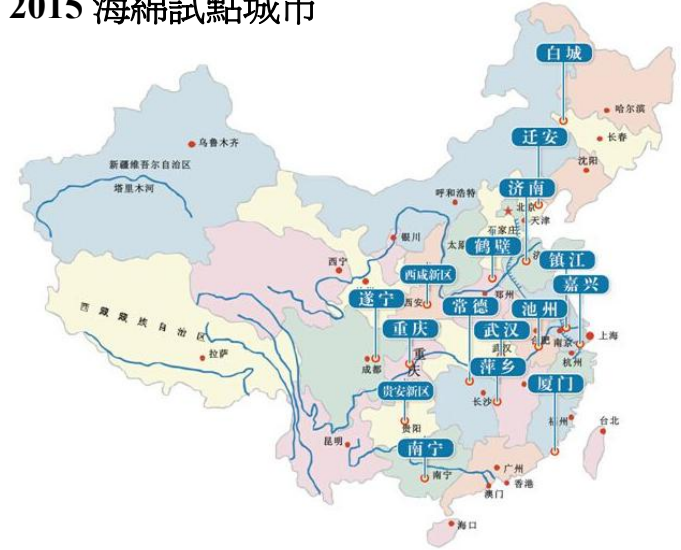 2015 海綿試點城市
白城
哈尔滨
迁安
长春
乌鲁木齐
沈阳
新疆维吾尔自治区
济南
塔里木河
呼和浩特
北京
天津
石家庄
银川
太原
鹤壁
镇江
西宁
西咸新区
嘉兴
郑州
遂宁
西安
常德
池州
西藏藏族自治区
重庆
武汉
南京
上海
武汉
拉萨
重庆
杭州
成都
萍乡
厦门
贵安新区
长沙
福州
台北
贵阳
昆明
南宁
广州
南宁
香港
澳门
海口